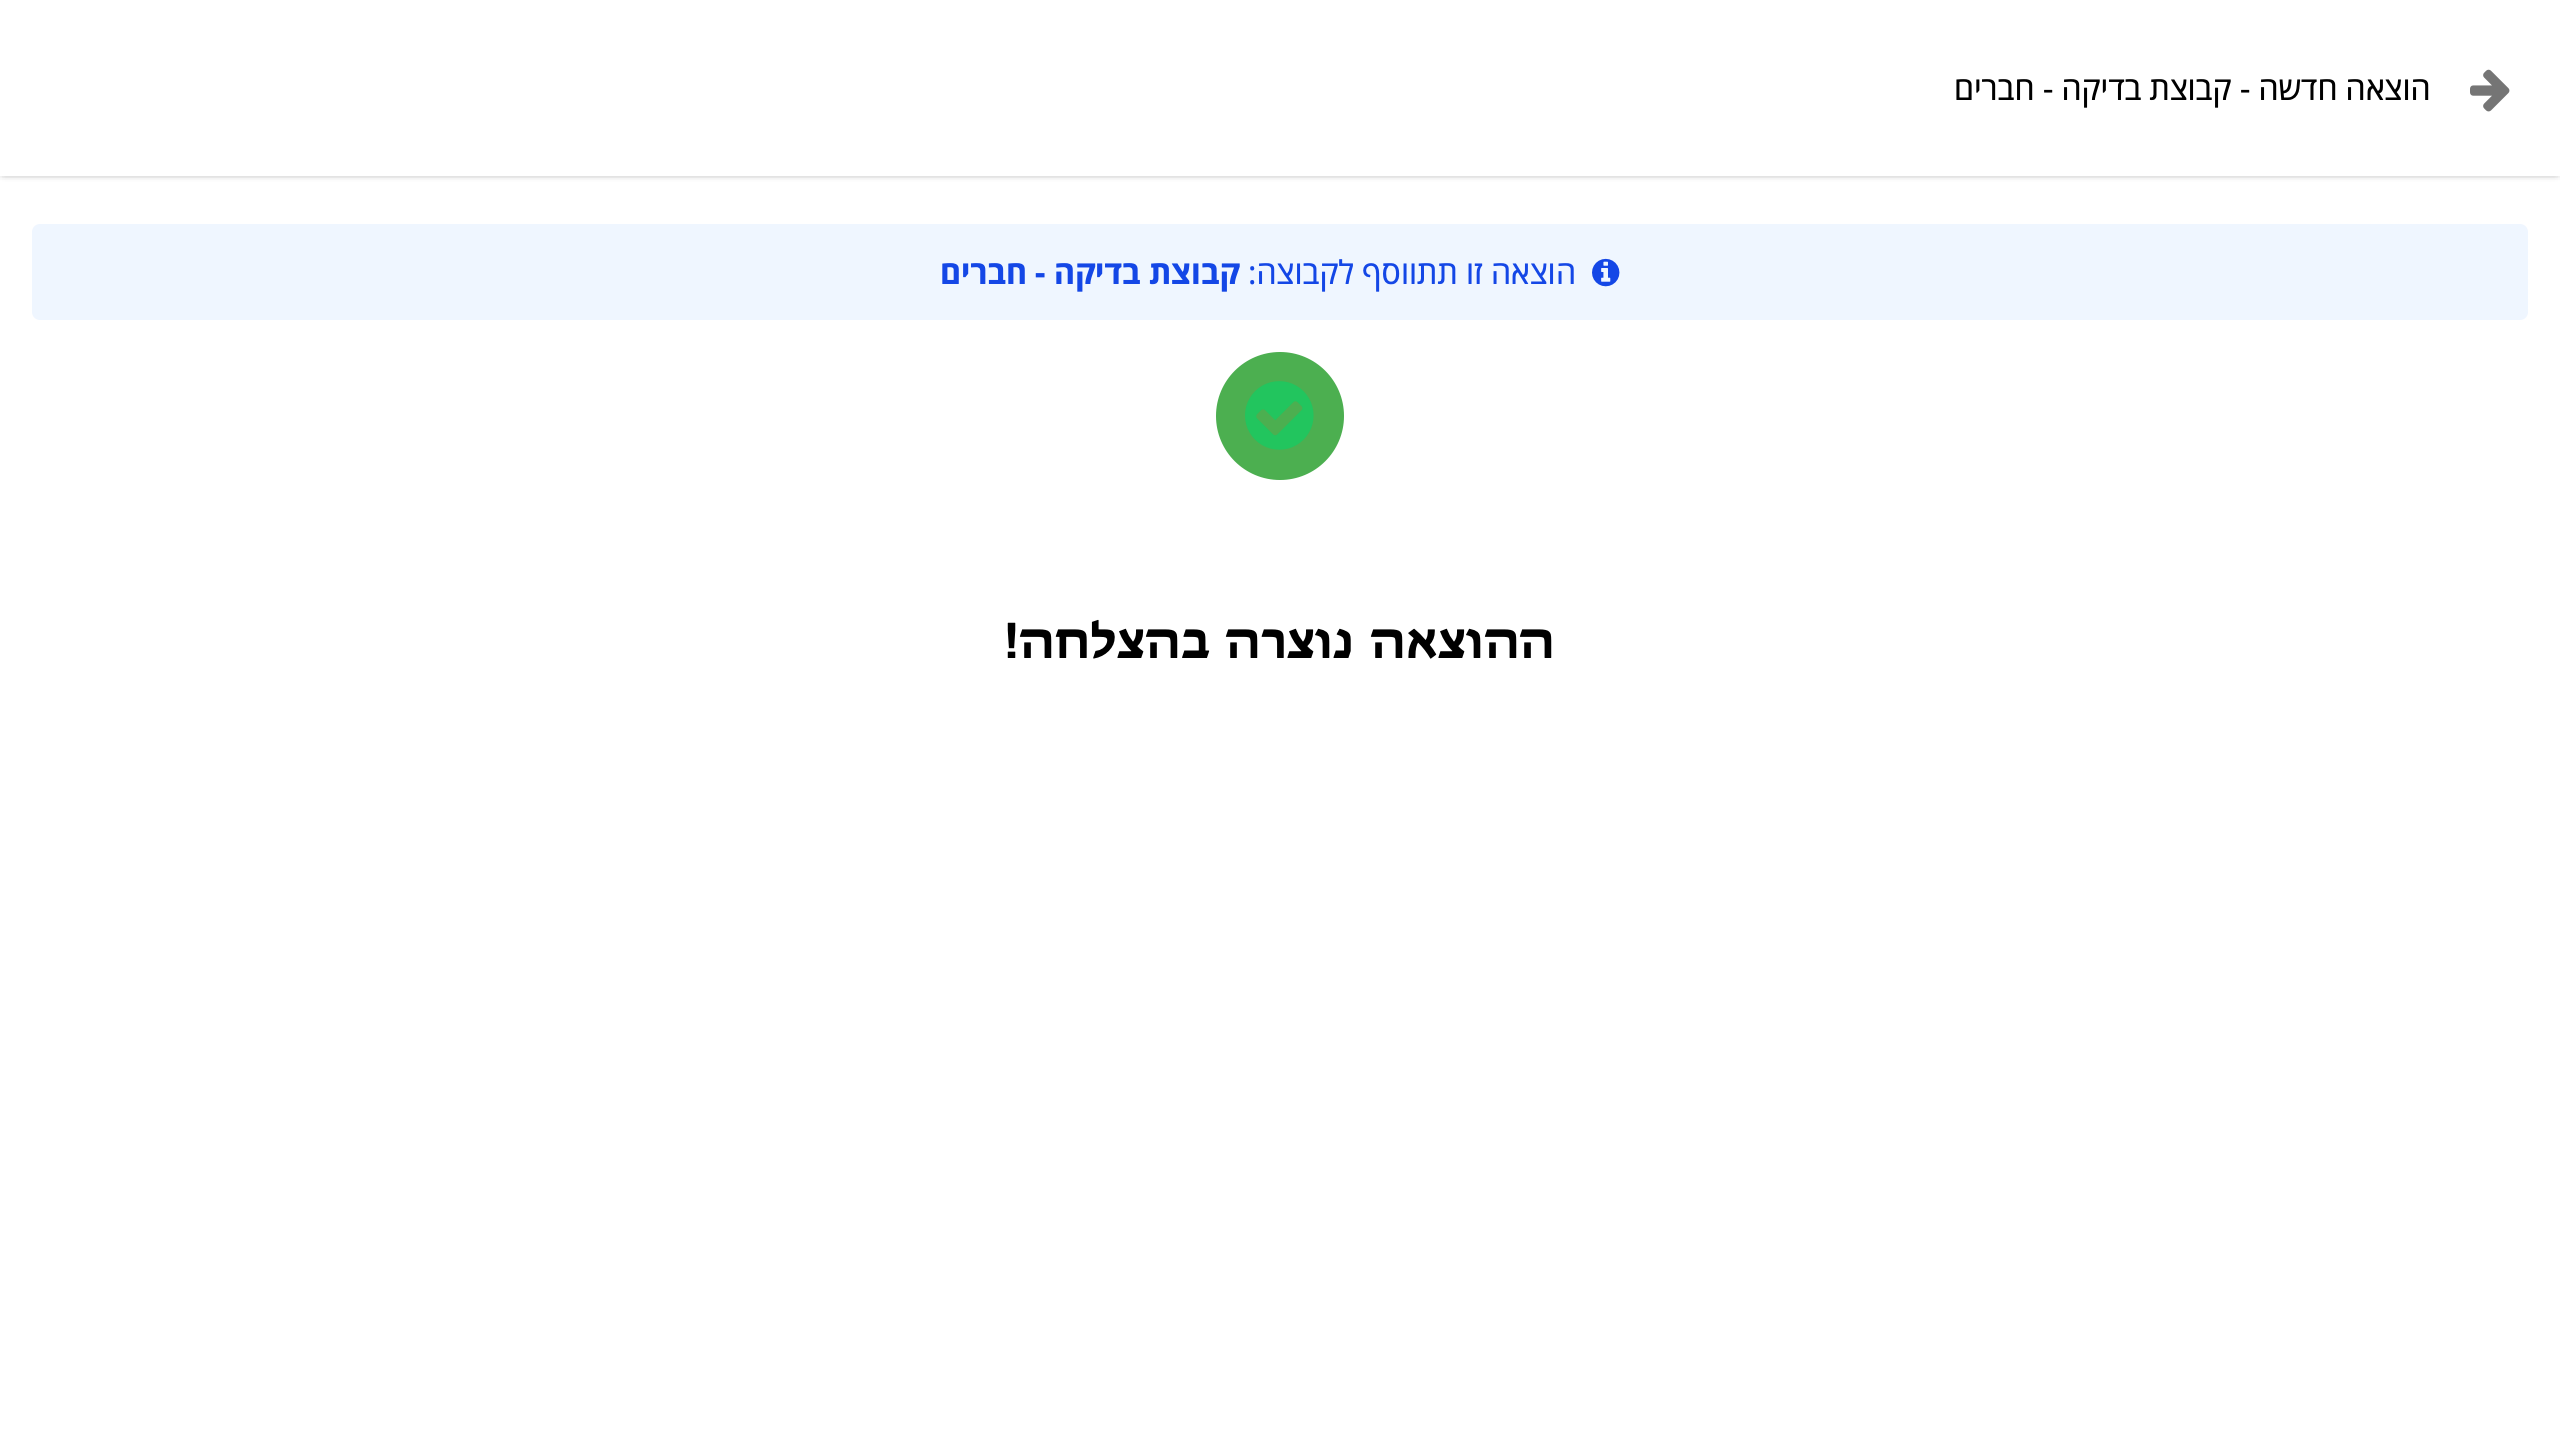 הוצאה חדשה - קבוצת בדיקה - חברים
הוצאה זו תתווסף לקבוצה: קבוצת בדיקה - חברים
ההוצאה נוצרה בהצלחה!